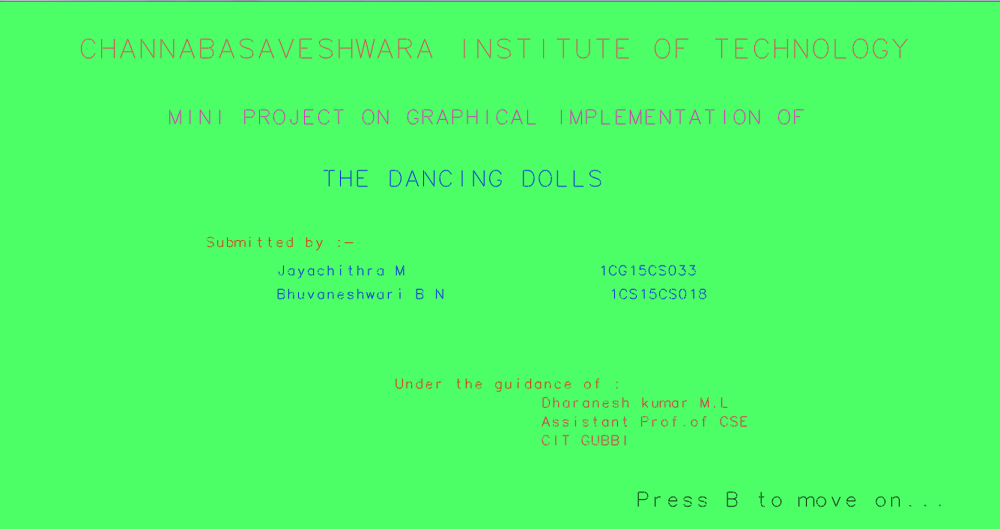 CHANNABASAVESHWARA INSTITUTE OF TECHNOLOGY
MINI PROJECT ON GRAPHICAL IMPLEMENTATION OF
THE DANCING DOLLS
Submitted by :-
Jayachithra M 1CG15CS033
Bhuvaneshwari B N 1CS15CS018
Under the guidance of :
Dharanesh kumar M.L
Assistant Prof.of CSE
CIT GUBBI
Press B to move on...